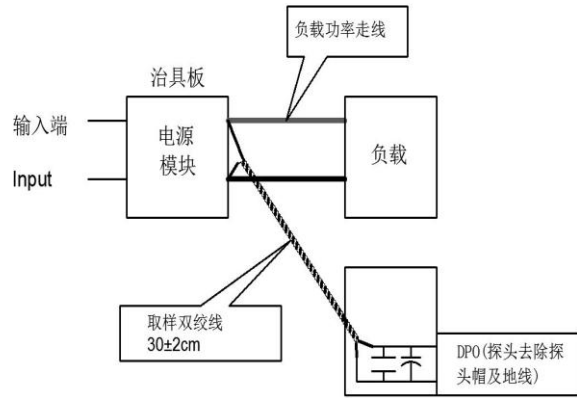 负载功率走线
治具板
输入端
电源
模块
负载
Input
取样双绞线
30±2cm
DPO(探头去除探
头帽及地线)